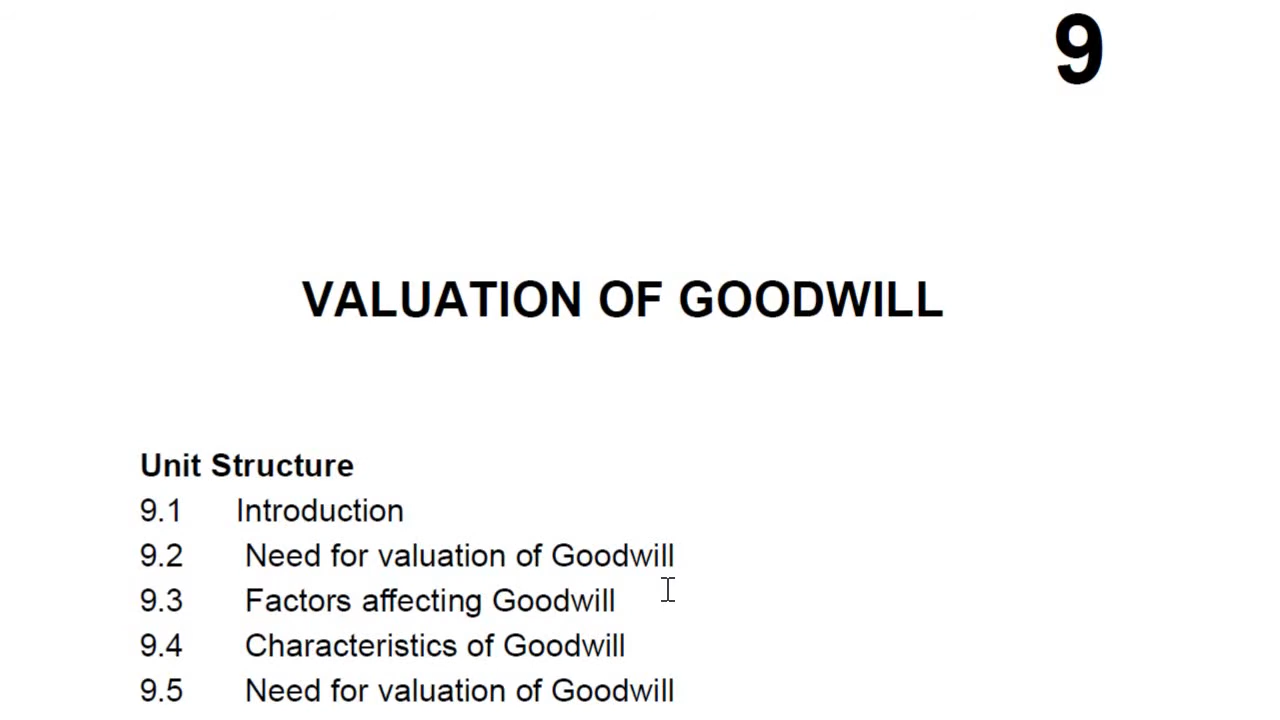 9
VALUATION OF GOODWILL
Unit Structure
9.1 Introduction
9.2 Need for valuation of Goodwill
9.3 Factors affecting Goodwill
9.4 Characteristics of Goodwill
9.5 Need for valuation of Goodwill